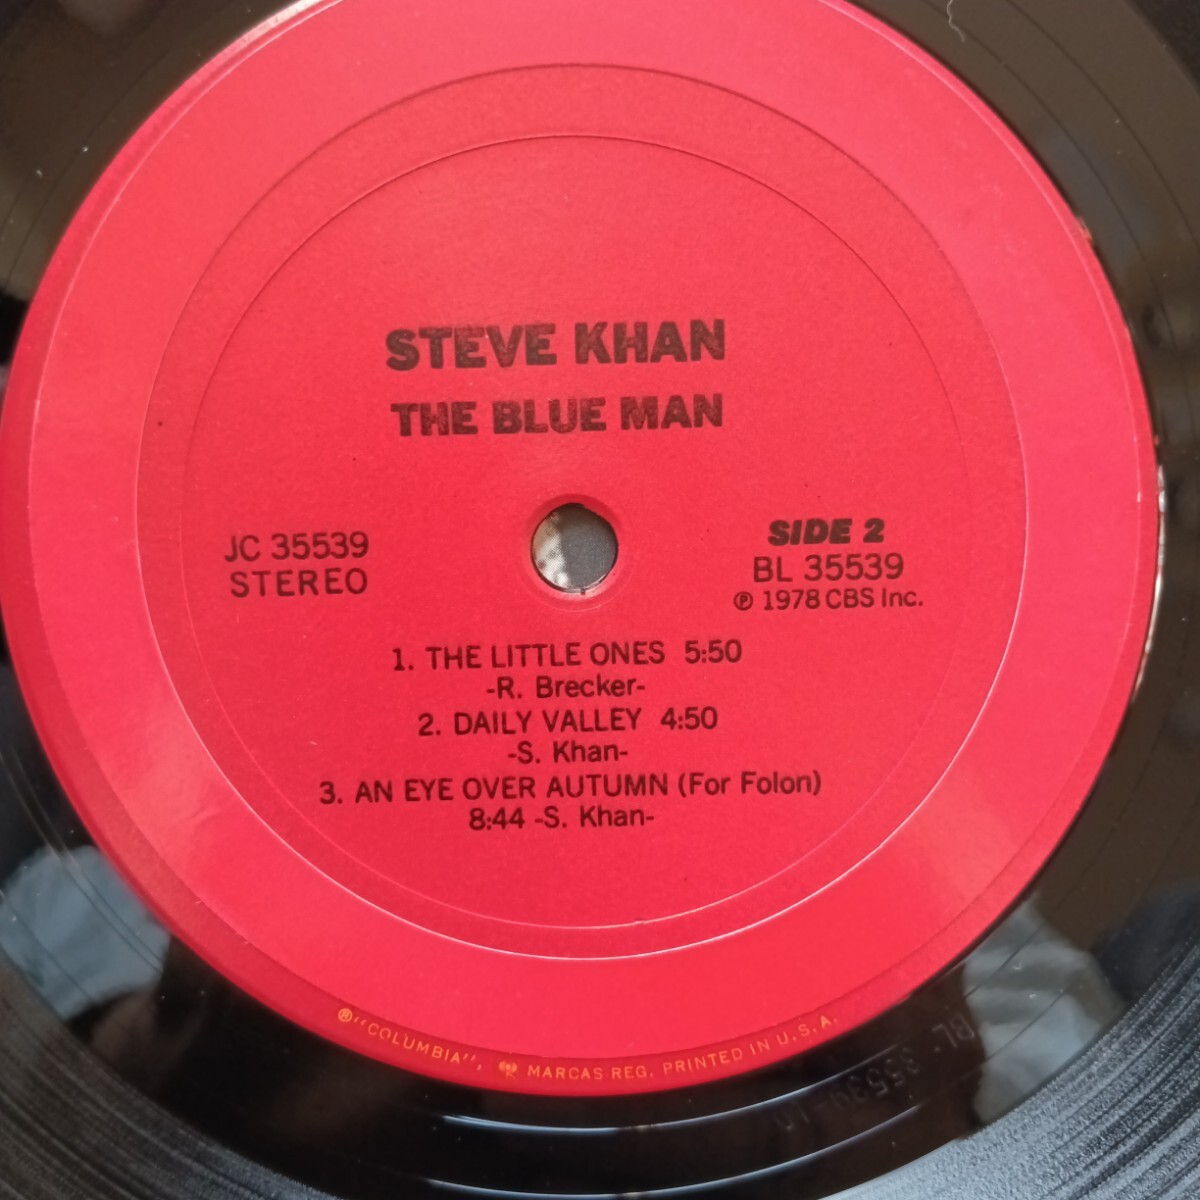 STEVE KHAN
THE BLUE MAN
JC 35539
STEREO
SIDE 2
BL 35539
℗ 1978 CBS Inc.
1. THE LITTLE ONES 5:50
-R. Brecker-
2. DAILY VALLEY 4:50
-S. Khan-
3. AN EYE OVER AUTUMN (For Folon)
8:44 -S. Khan-
®"COLUMBIA", MARCAS REG. PRINTED IN U.S.A.